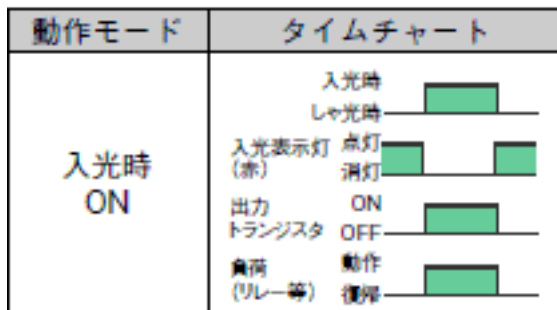 動作モード
タイムチャート
入光時
ON
入光時
しゃ光時
入光表示灯
(赤)
点灯
消灯
出力
トランジスタ
ON
OFF
負荷
(リレー等)
動作
復帰